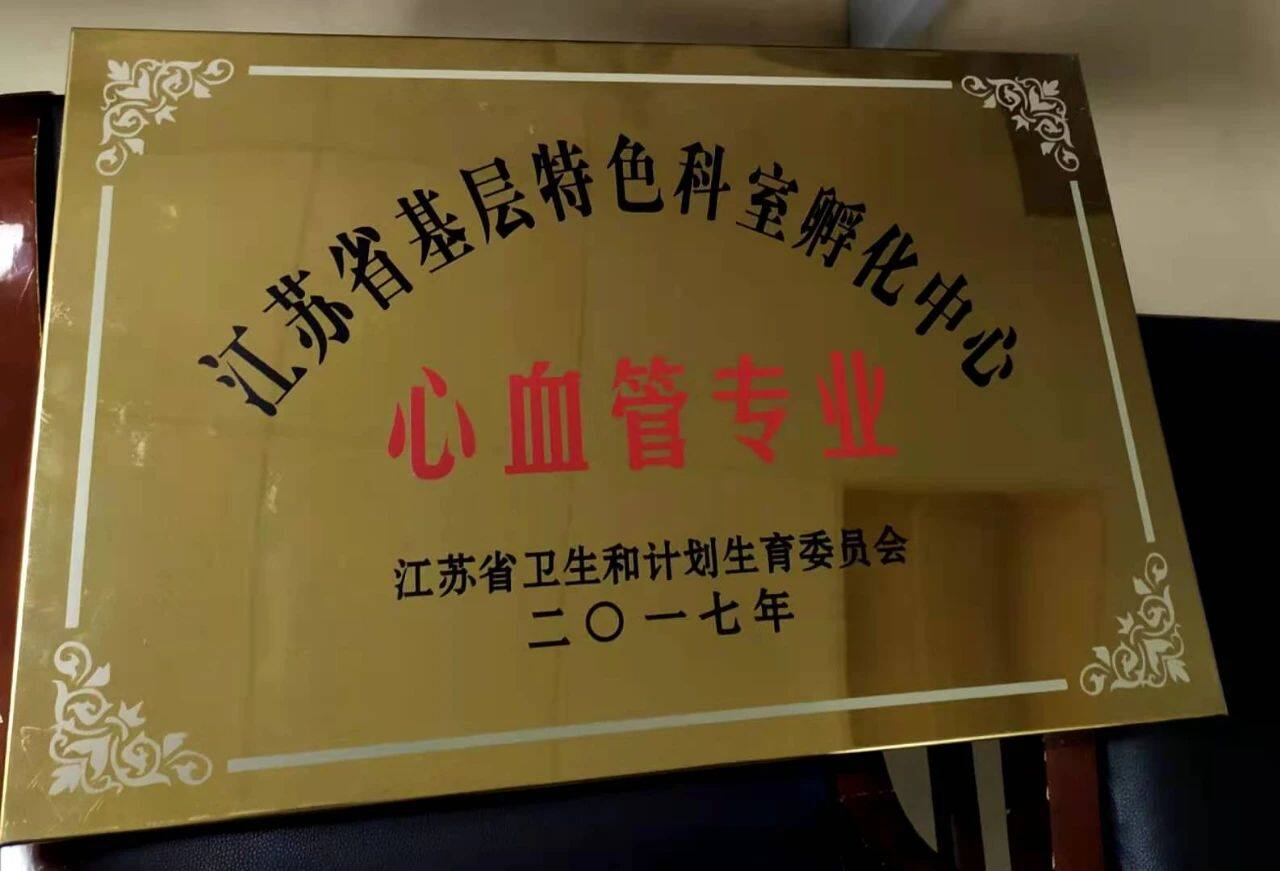 江苏省基层特色科室孵化中心
心血管专业
江苏省卫生和计划生育委员会
二〇一七年